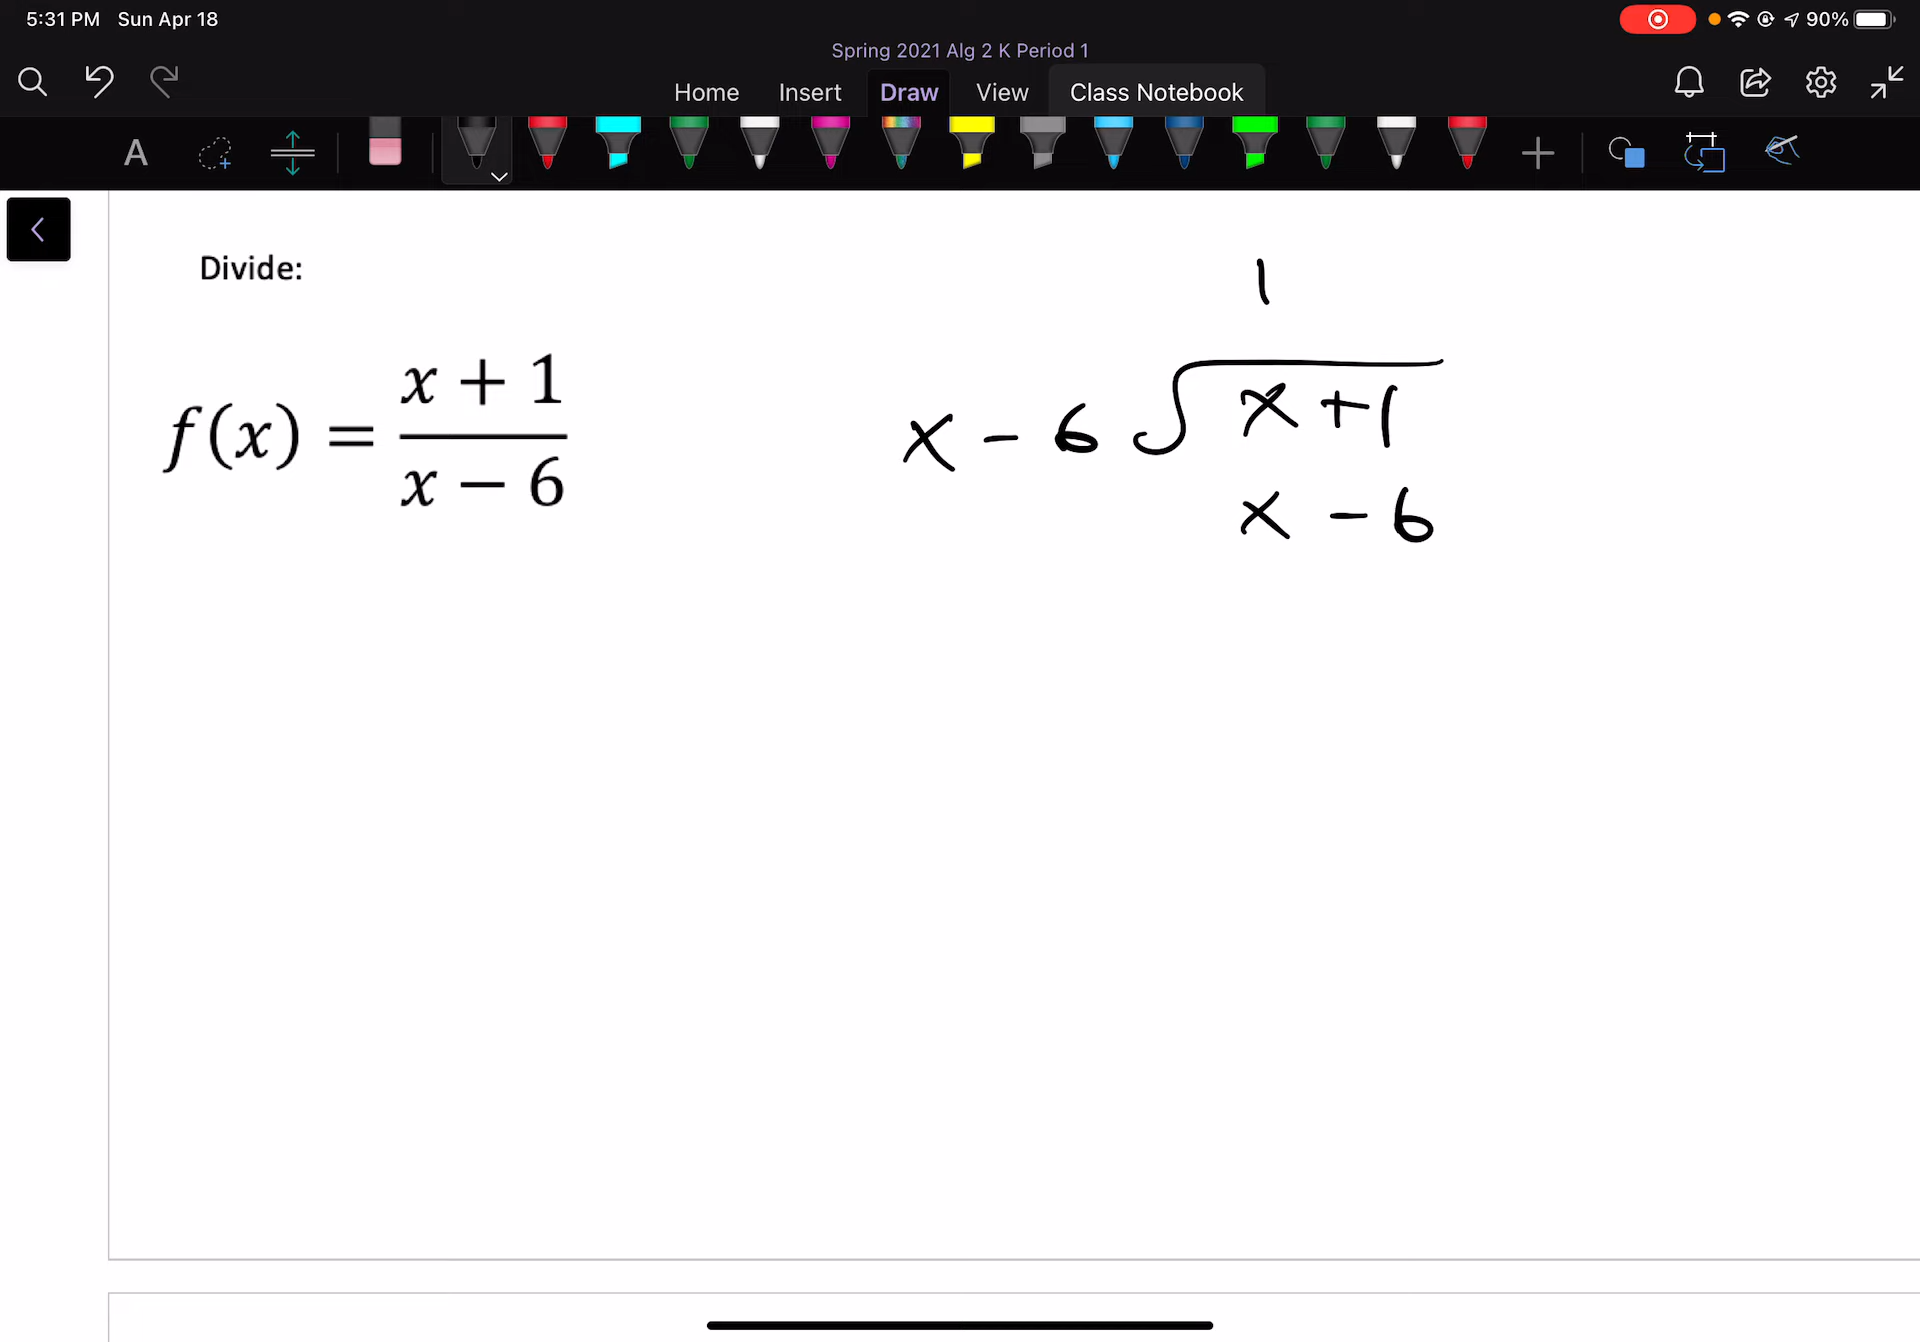 5:31 PM Sun Apr 18
90%
Spring 2021 Alg 2 K Period 1
Home Insert Draw View Class Notebook
A
Divide:
f(x) = (x + 1)/(x − 6)
1
x - 6 √ x + 1
x - 6